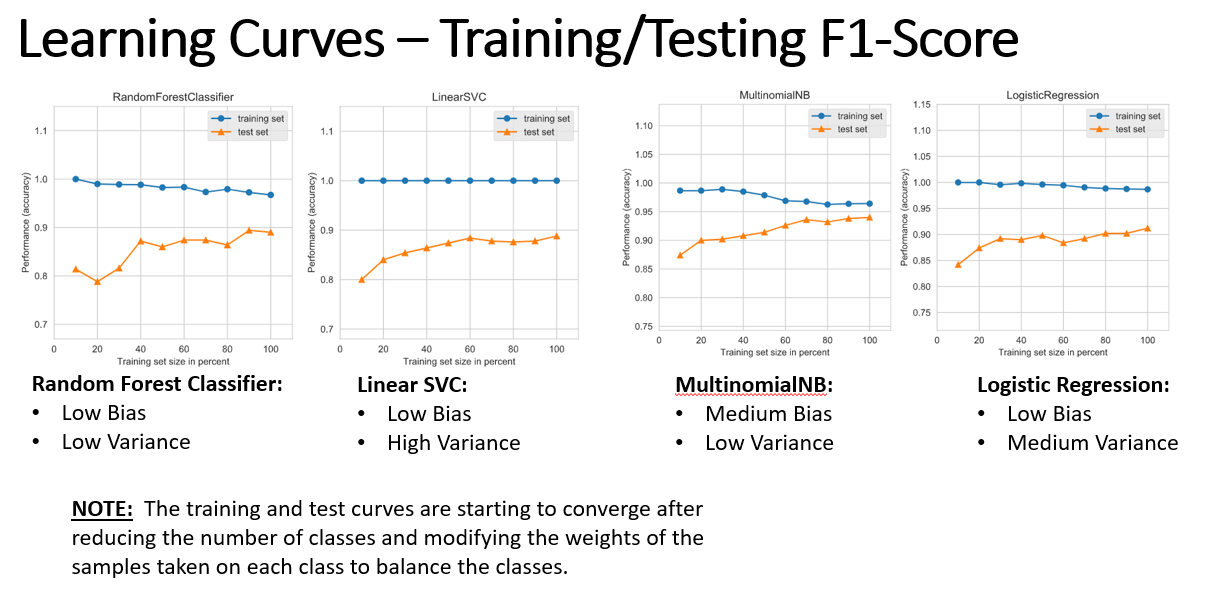 Learning Curves – Training/Testing F1-Score
RandomForestClassifier
training set
test set
1.1
1.0
0.9
0.8
0.7
Performance (accuracy)
0 20 40 60 80 100
Training set size in percent
LinearSVC
training set
test set
1.1
1.0
0.9
0.8
0.7
Performance (accuracy)
0 20 40 60 80 100
Training set size in percent
MultinomialNB
training set
test set
1.10
1.05
1.00
0.95
0.90
0.85
0.80
0.75
Performance (accuracy)
0 20 40 60 80 100
Training set size in percent
LogisticRegression
training set
test set
1.15
1.10
1.05
1.00
0.95
0.90
0.85
0.80
0.75
Performance (accuracy)
0 20 40 60 80 100
Training set size in percent
Random Forest Classifier:
• Low Bias
• Low Variance
Linear SVC:
• Low Bias
• High Variance
MultinomialNB:
• Medium Bias
• Low Variance
Logistic Regression:
• Low Bias
• Medium Variance
NOTE: The training and test curves are starting to converge after
reducing the number of classes and modifying the weights of the
samples taken on each class to balance the classes.